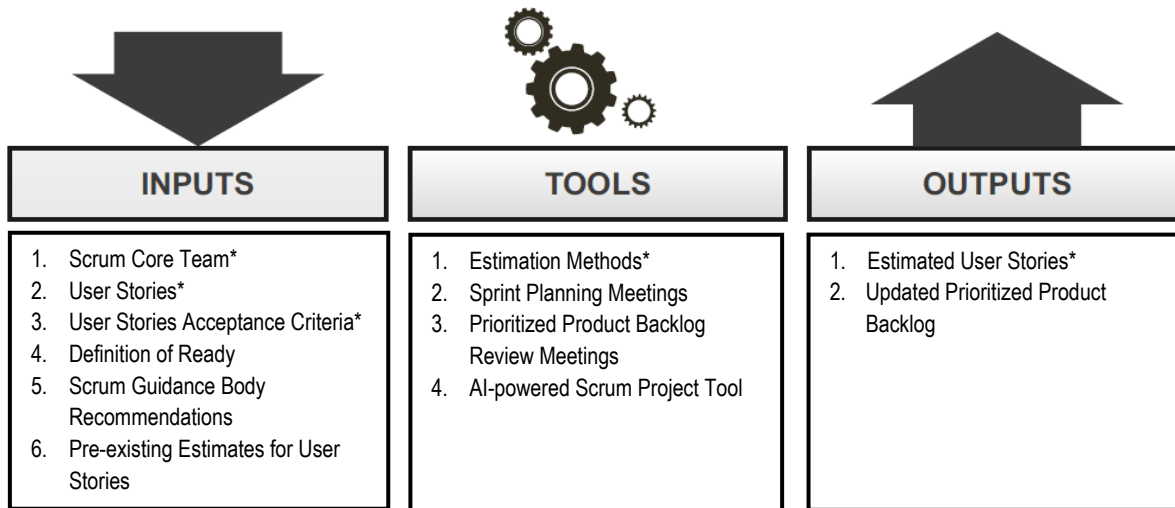 INPUTS
1. Scrum Core Team*
2. User Stories*
3. User Stories Acceptance Criteria*
4. Definition of Ready
5. Scrum Guidance Body
Recommendations
6. Pre-existing Estimates for User
Stories
TOOLS
1. Estimation Methods*
2. Sprint Planning Meetings
3. Prioritized Product Backlog
Review Meetings
4. AI-powered Scrum Project Tool
OUTPUTS
1. Estimated User Stories*
2. Updated Prioritized Product
Backlog